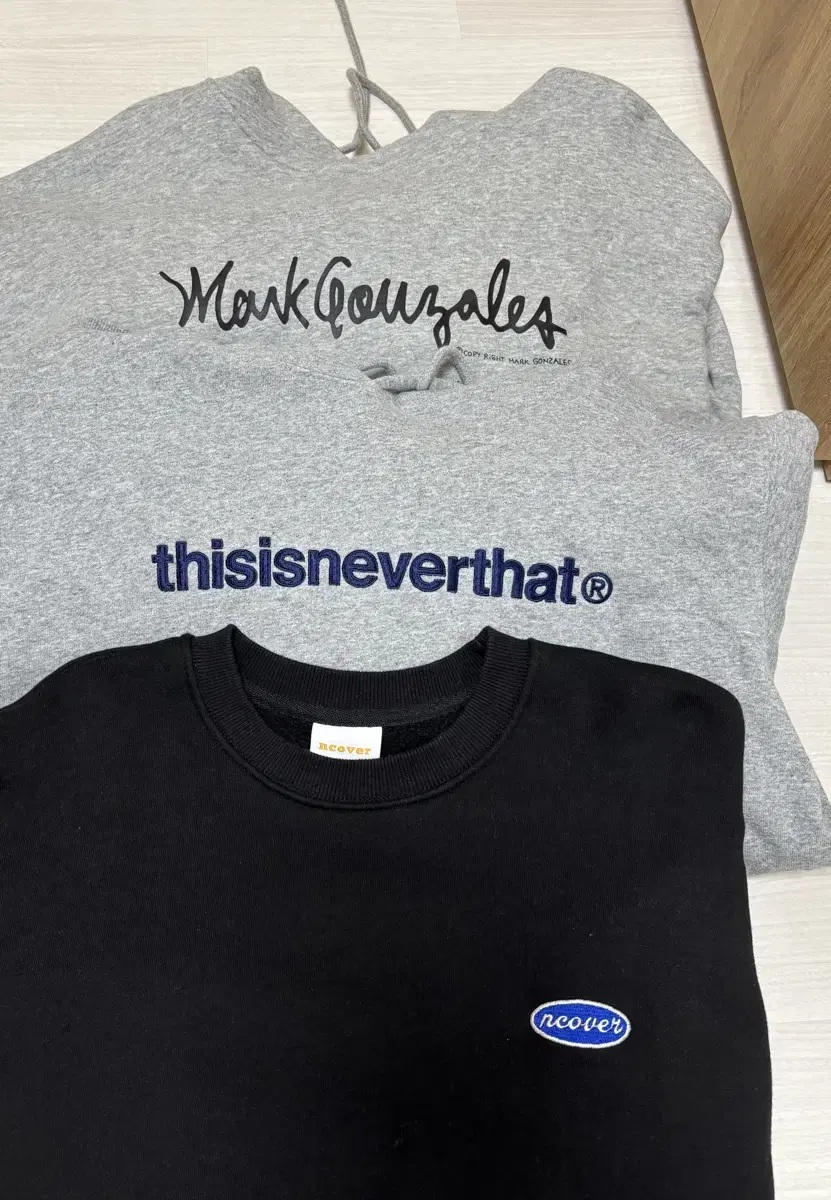 Mark Gonzales
©COPY RIGHT MARK GONZALES
thisisneverthat®
ncover
ncover